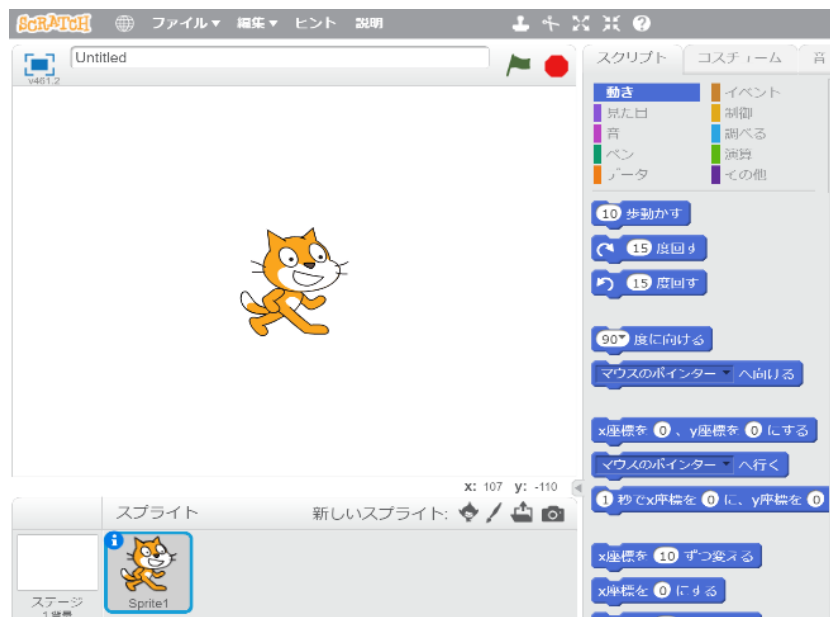 SCRATCH ファイル▼ 編集▼ ヒント 説明
Untitled
v461.2
スクリプト コスチューム 音
動き イベント
見た目 制御
音 調べる
ペン 演算
データ その他
10 歩動かす
15 度回す
15 度回す
90▼ 度に向ける
マウスのポインター へ向ける
x座標を 0 、y座標を 0 にする
マウスのポインター へ行く
1 秒でx座標を 0 に、y座標を 0
x座標を 10 ずつ変える
x座標を 0 にする
x: 107 y: -110
スプライト 新しいスプライト:
ステージ
1 背景
Sprite1